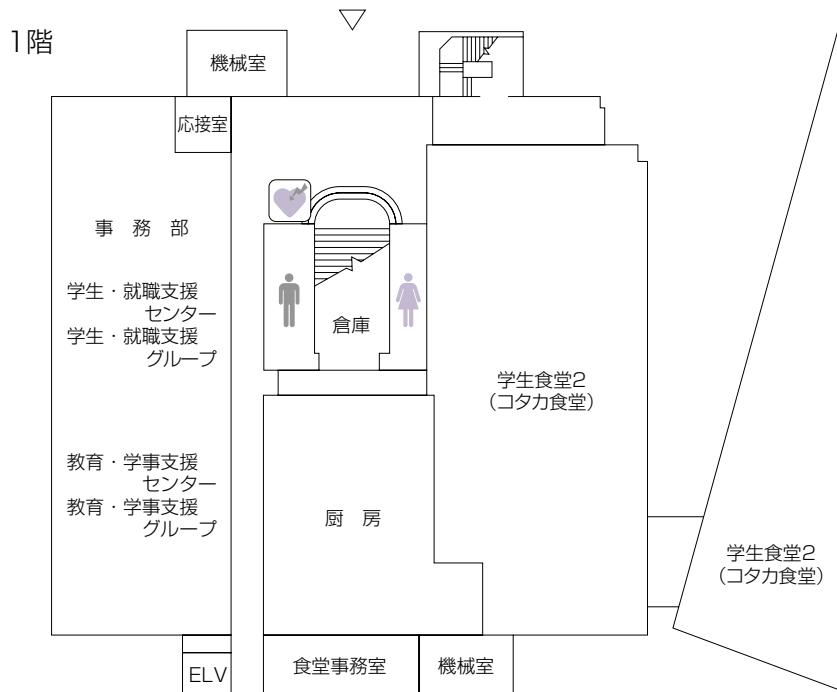 1階
機械室
応接室
事務部
学生・就職支援
センター
学生・就職支援
グループ
倉庫
学生食堂2
（コタカ食堂）
教育・学事支援
センター
教育・学事支援
グループ
厨房
学生食堂2
（コタカ食堂）
ELV
食堂事務室
機械室